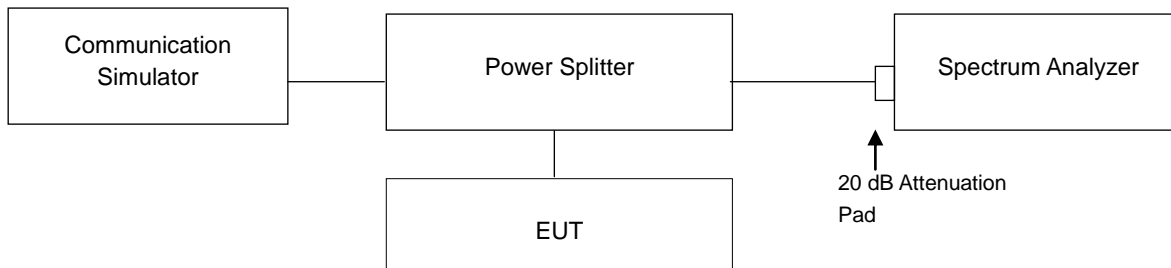 Communication
Simulator
Power Splitter
Spectrum Analyzer
20 dB Attenuation
Pad
EUT